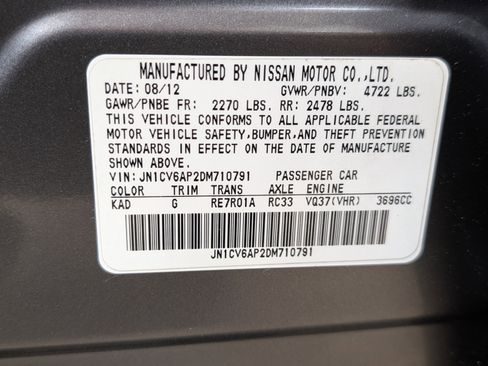 MANUFACTURED BY NISSAN MOTOR CO.,LTD.
DATE: 08/12 GVWR/PNBV: 4722 LBS.
GAWR/PNBE FR: 2270 LBS. RR: 2478 LBS.
THIS VEHICLE CONFORMS TO ALL APPLICABLE FEDERAL
MOTOR VEHICLE SAFETY,BUMPER,AND THEFT PREVENTION
STANDARDS IN EFFECT ON THE DATE OF MANUFACTURE
SHOWN ABOVE.
VIN: JN1CV6AP2DM710791 PASSENGER CAR
COLOR TRIM TRANS AXLE ENGINE
KAD G RE7R01A RC33 VQ37(VHR) 3696CC
JN1CV6AP2DM710791